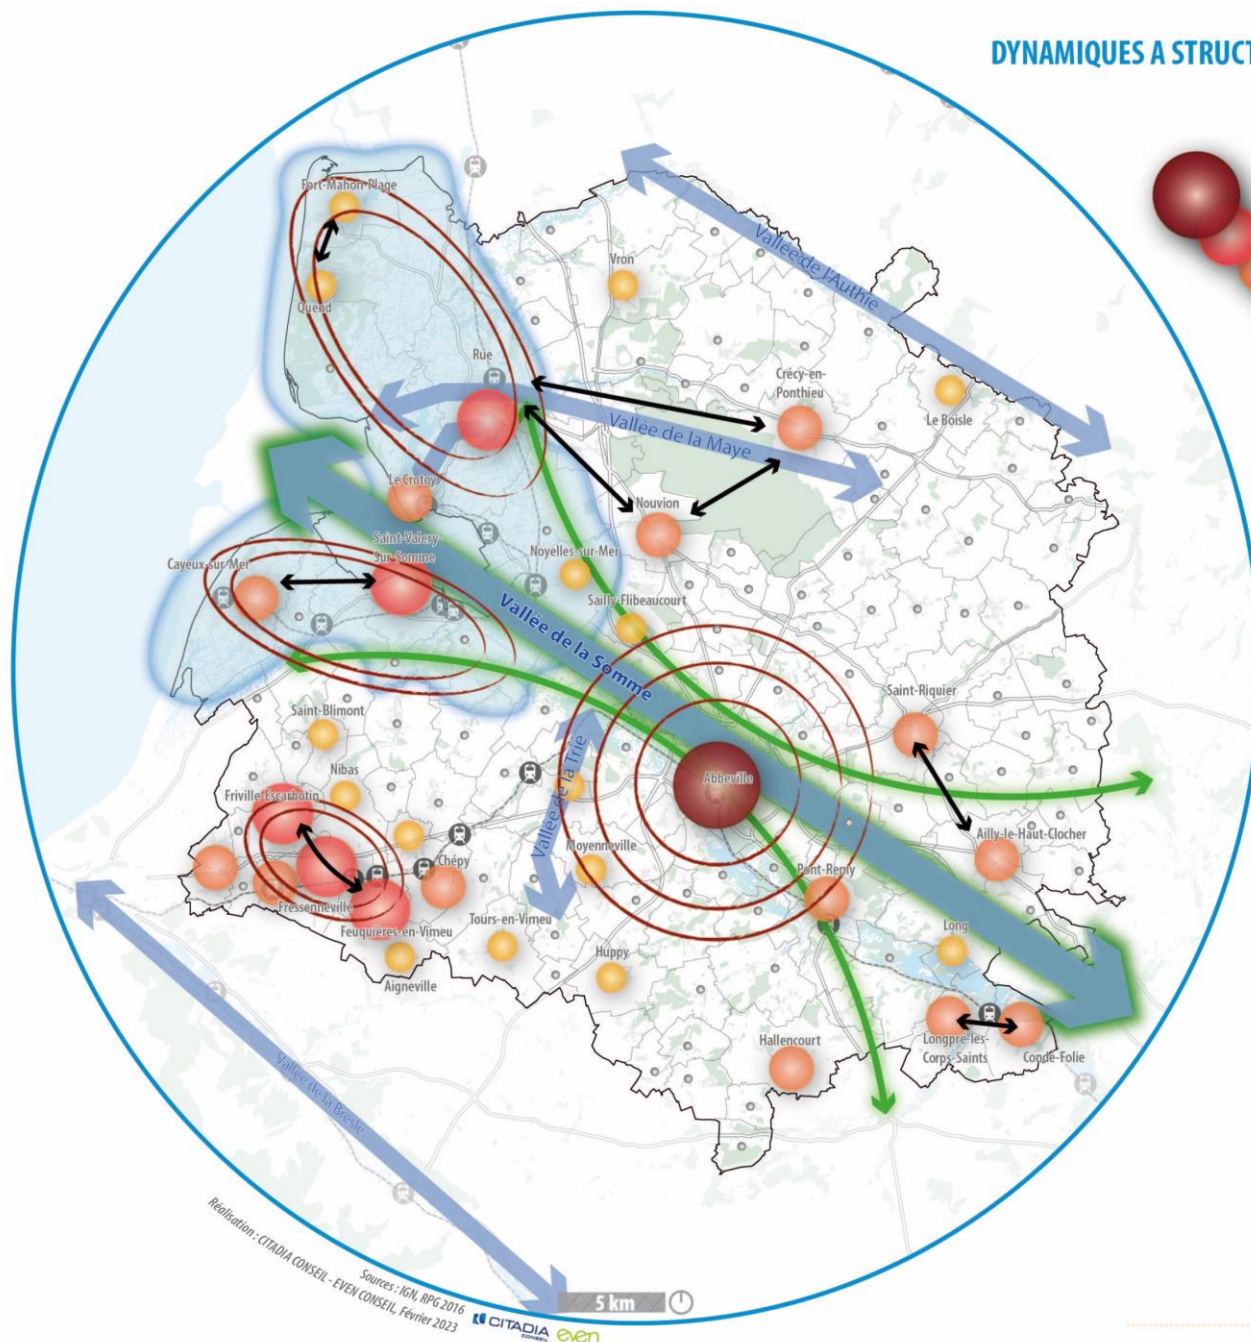 DYNAMIQUES A STRUCT
Fort-Mahon-Plage
Quend
Vallée de l'Authie
Vron
Rue
Crécy-en-
Ponthieu
Le Boisle
Vallée de la Maye
Le Crotoy
Nouvion
Saint-Valery-
Sur-Somme
Cayeux-sur-Mer
Noyelles-sur-Mer
Sailly-Flibeaucourt
Vallée de la Somme
Saint-Riquier
Saint-Blimont
Nibas
Vallée de la Trie
Abbeville
Friville-Escarbotin
Ailly-le-Haut-Clocher
Moyenneville
Chépy
Pont-Remy
Fressenneville
Feuquières-en-Vimeu
Tours-en-Vimeu
Long
Aigneville
Huppy
Hallencourt
Longpré-les-
Corps-Saints
Condé-Folie
Vallée de la Bresle
5 km
Sources : IGN, RPG 2016
Réalisation : CITADIA CONSEIL - EVEN CONSEIL, Février 2023
CITADIA
CONSEIL
even